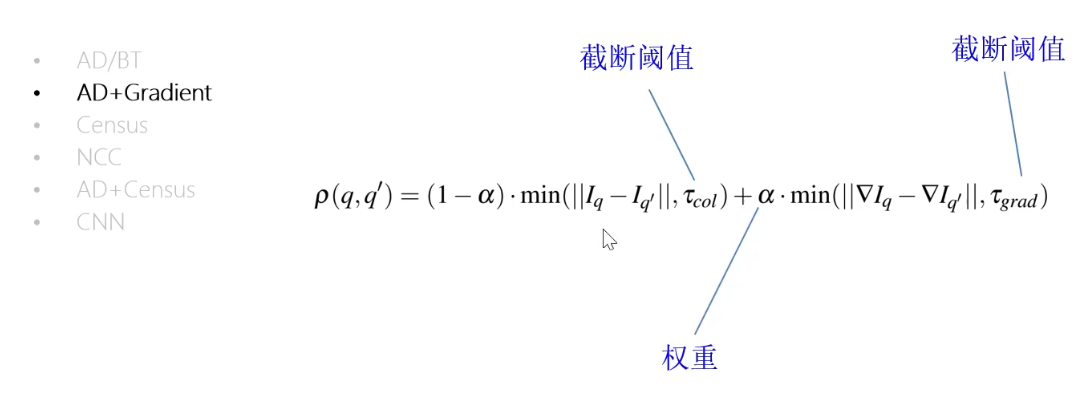 截断阈值
截断阈值
AD/BT
AD+Gradient
Census
NCC
AD+Census
CNN
ρ(q,q′) = (1−α)·min(||I_q − I_q′||, τ_col) + α·min(||∇I_q − ∇I_q′||, τ_grad)
权重